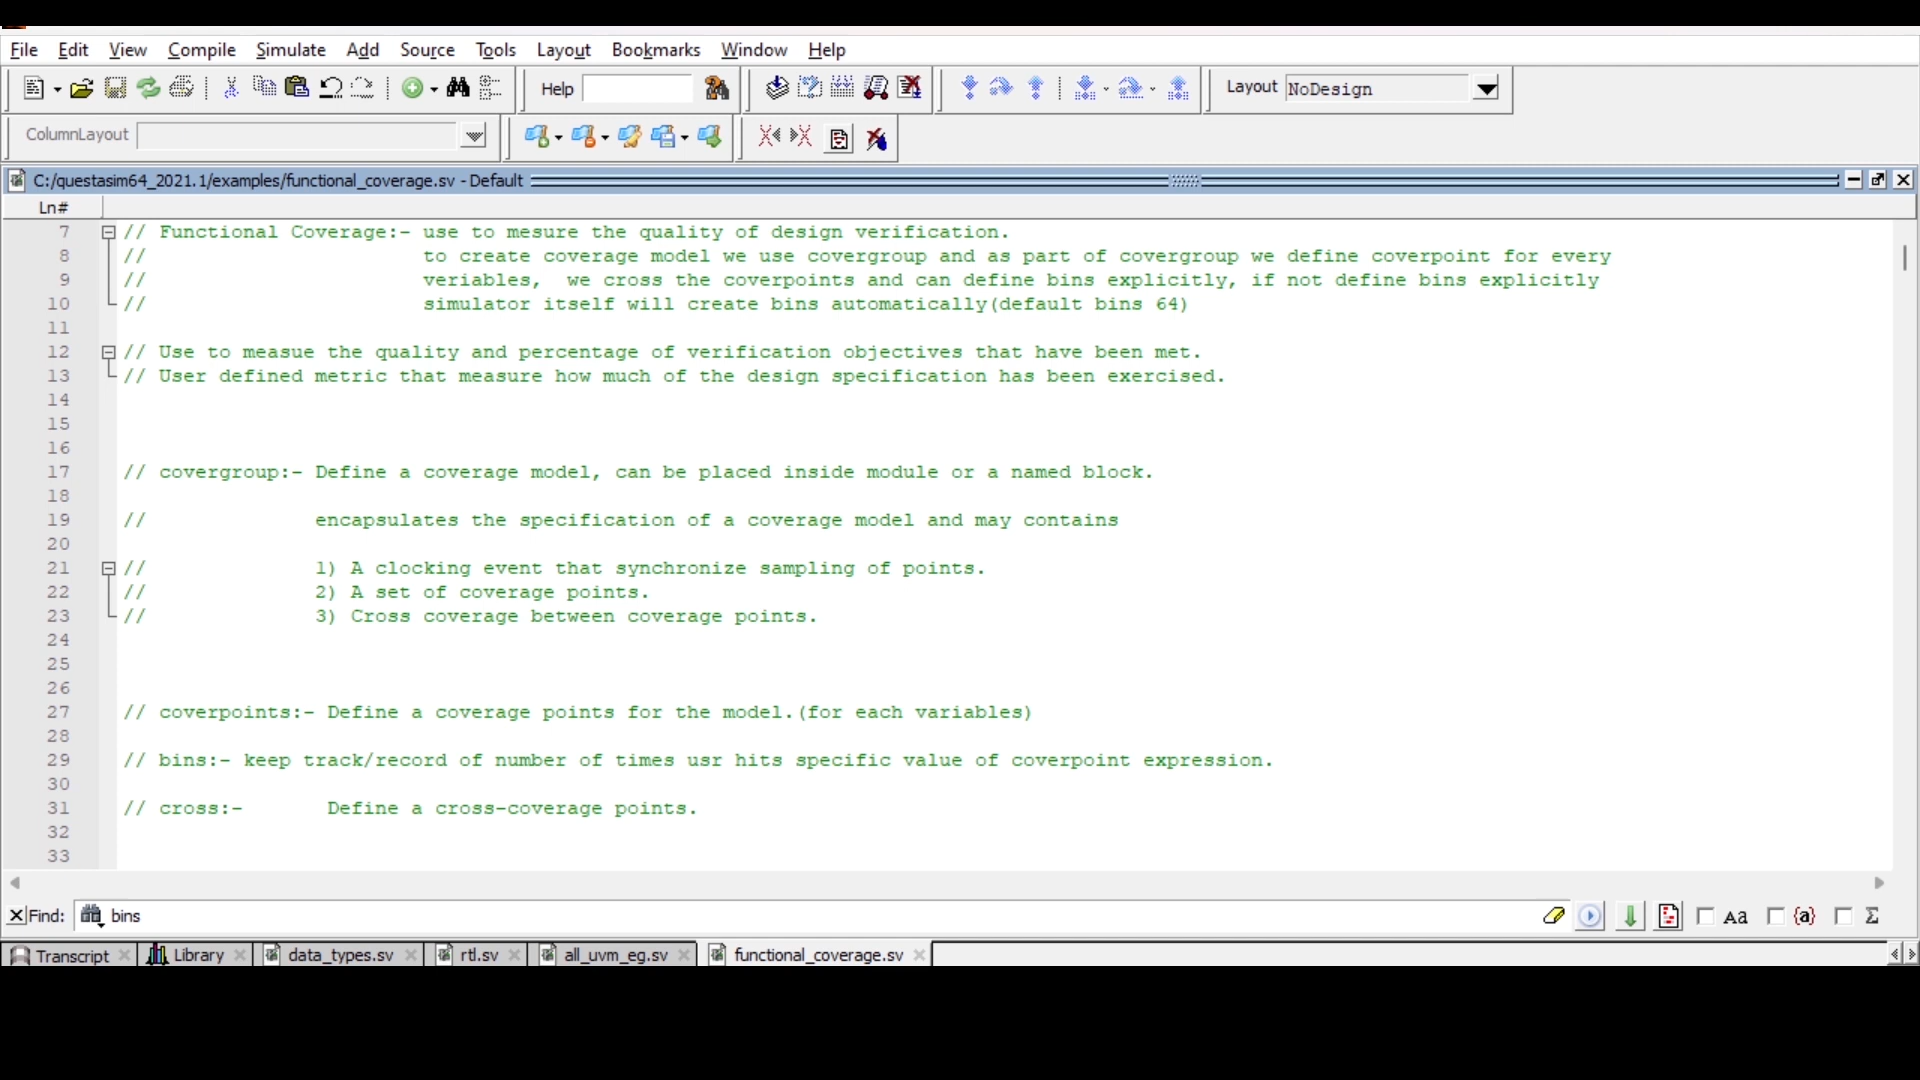 File Edit View Compile Simulate Add Source Tools Layout Bookmarks Window Help
Help Layout NoDesign
ColumnLayout
C:/questasim64_2021.1/examples/functional_coverage.sv - Default
Ln#
7 // Functional Coverage:- use to mesure the quality of design verification.
8 // to create coverage model we use covergroup and as part of covergroup we define coverpoint for every
9 // veriables, we cross the coverpoints and can define bins explicitly, if not define bins explicitly
10 // simulator itself will create bins automatically(default bins 64)
11
12 // Use to measue the quality and percentage of verification objectives that have been met.
13 // User defined metric that measure how much of the design specification has been exercised.
14
15
16
17 // covergroup:- Define a coverage model, can be placed inside module or a named block.
18
19 // encapsulates the specification of a coverage model and may contains
20
21 // 1) A clocking event that synchronize sampling of points.
22 // 2) A set of coverage points.
23 // 3) Cross coverage between coverage points.
24
25
26
27 // coverpoints:- Define a coverage points for the model.(for each variables)
28
29 // bins:- keep track/record of number of times usr hits specific value of coverpoint expression.
30
31 // cross:- Define a cross-coverage points.
32
33
Find: bins Aa {a} Σ
Transcript Library data_types.sv rtl.sv all_uvm_eg.sv functional_coverage.sv